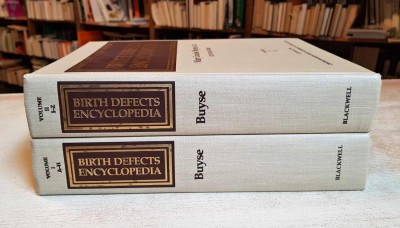 VOLUME
II
I-Z
BIRTH DEFECTS
ENCYCLOPEDIA
Buyse
BLACKWELL
VOLUME
I
A-H
BIRTH DEFECTS
ENCYCLOPEDIA
Buyse
BLACKWELL